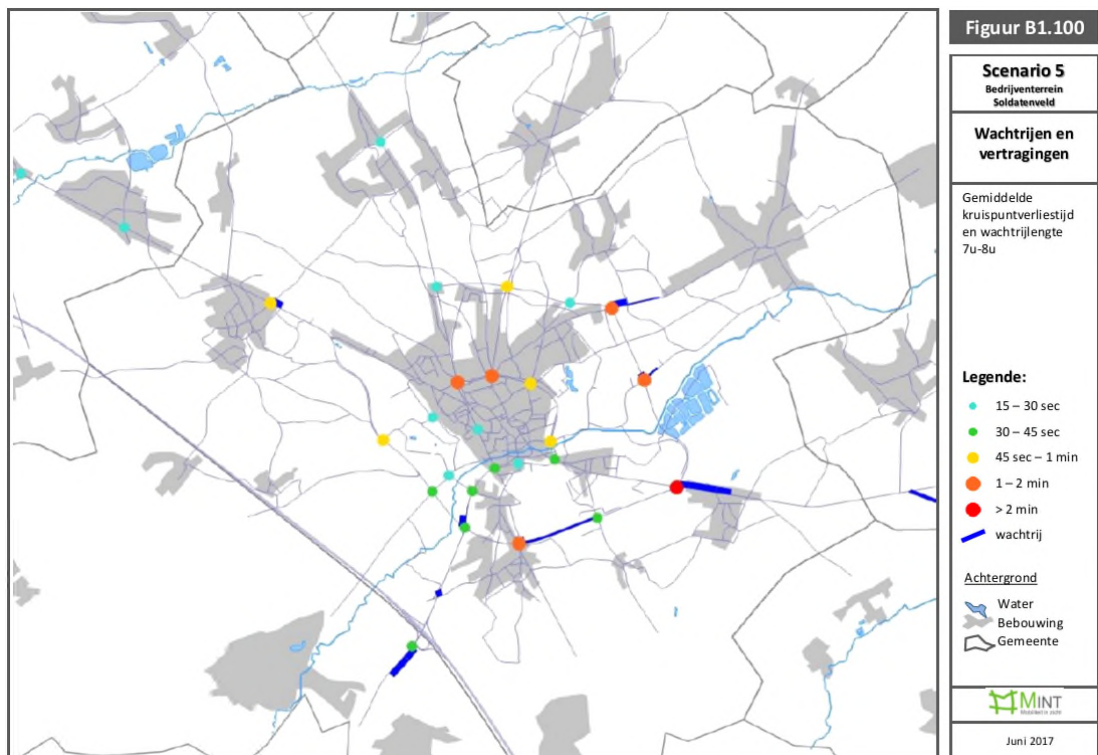 Figuur B1.100
Scenario 5
Bedrijventerrein
Soldatenveld
Wachtrijen en
vertragingen
Gemiddelde
kruispuntverliestijd
en wachtrijlengte
7u-8u
Legende:
15 – 30 sec
30 – 45 sec
45 sec – 1 min
1 – 2 min
> 2 min
wachtrij
Achtergrond
Water
Bebouwing
Gemeente
MINT
Juni 2017